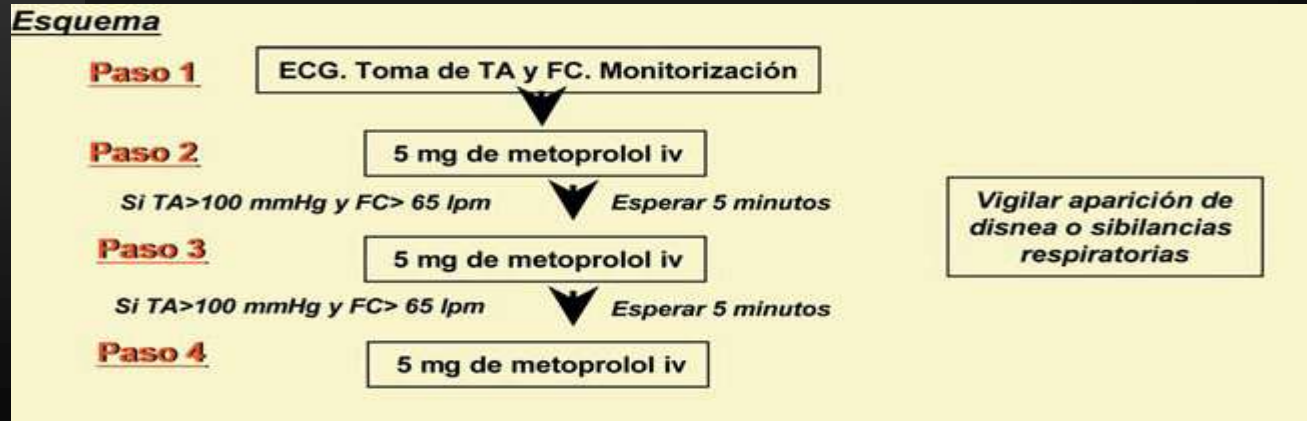 Esquema
Paso 1
ECG. Toma de TA y FC. Monitorización
Paso 2
5 mg de metoprolol iv
Si TA>100 mmHg y FC> 65 lpm
Esperar 5 minutos
Vigilar aparición de
disnea o sibilancias
respiratorias
Paso 3
5 mg de metoprolol iv
Si TA>100 mmHg y FC> 65 lpm
Esperar 5 minutos
Paso 4
5 mg de metoprolol iv